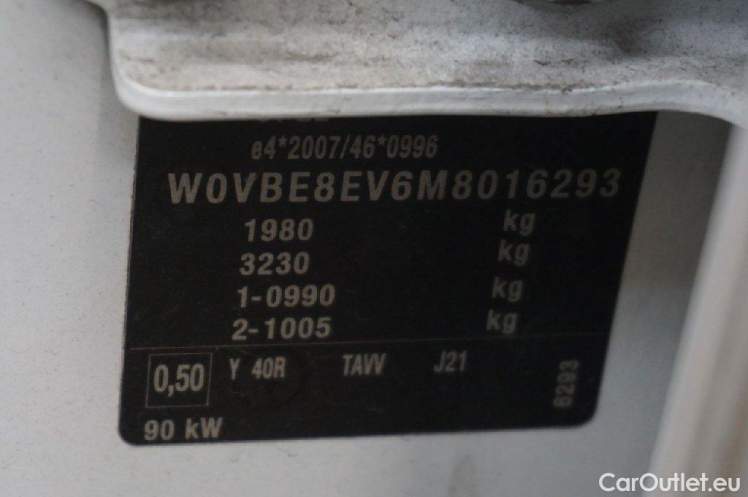 e4*2007/46*0996
W0VBE8EV6M8016293
1980 kg
3230 kg
1-0990 kg
2-1005 kg
0,50 Y 40R TAVV J21 6293
90 kW
CarOutlet.eu